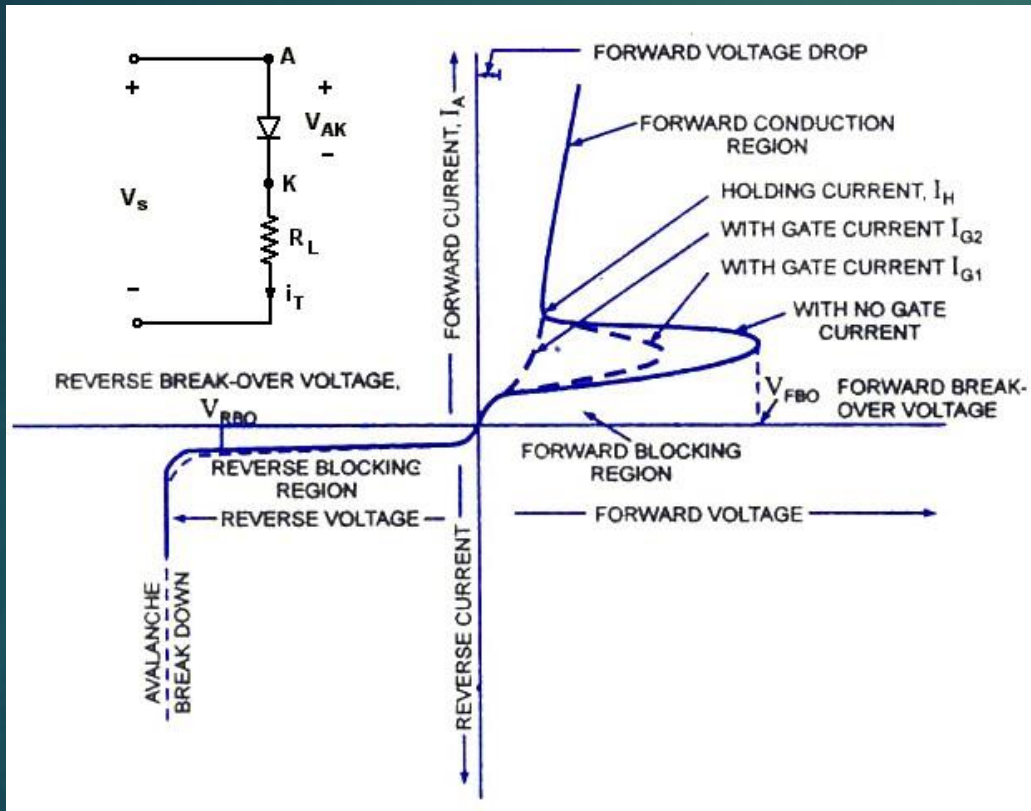 A
+
+
V_AK
-
K
V_s
R_L
-
i_T
FORWARD VOLTAGE DROP
FORWARD CURRENT, I_A
FORWARD CONDUCTION
REGION
HOLDING CURRENT, I_H
WITH GATE CURRENT I_G2
WITH GATE CURRENT I_G1
WITH NO GATE
CURRENT
REVERSE BREAK-OVER VOLTAGE,
V_RBO
V_FBO FORWARD BREAK-
OVER VOLTAGE
REVERSE BLOCKING
REGION
FORWARD BLOCKING
REGION
REVERSE VOLTAGE
FORWARD VOLTAGE
AVALANCHE
BREAK DOWN
REVERSE CURRENT